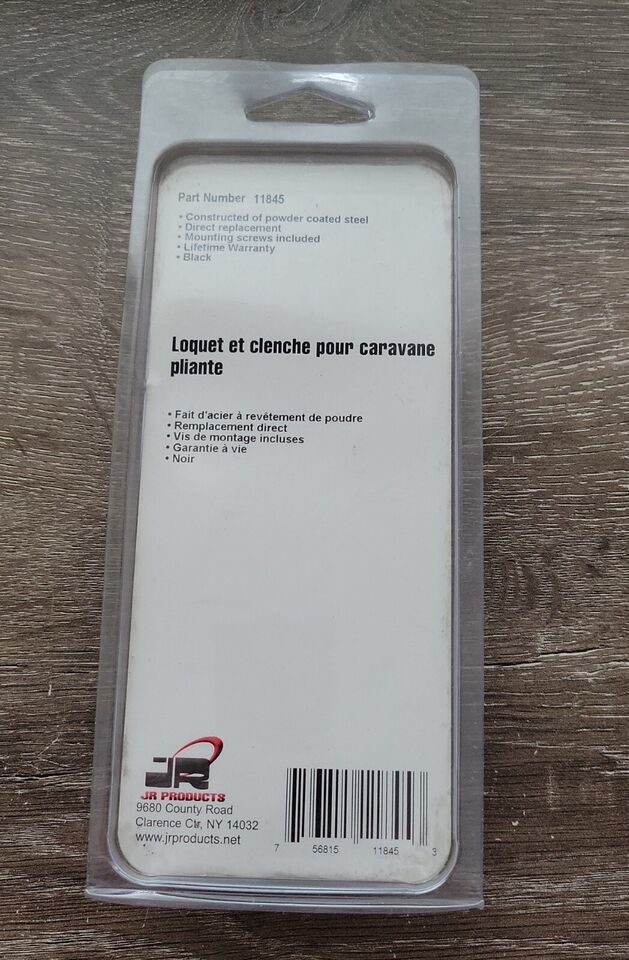 Part Number 11845
• Constructed of powder coated steel
• Direct replacement
• Mounting screws included
• Lifetime Warranty
• Black
Loquet et clenche pour caravane
pliante
• Fait d'acier à revétement de poudre
• Remplacement direct
• Vis de montage incluses
• Garantie à vie
• Noir
JR
JR PRODUCTS
9680 County Road
Clarence Ctr, NY 14032
www.jrproducts.net
7 56815 11845 3